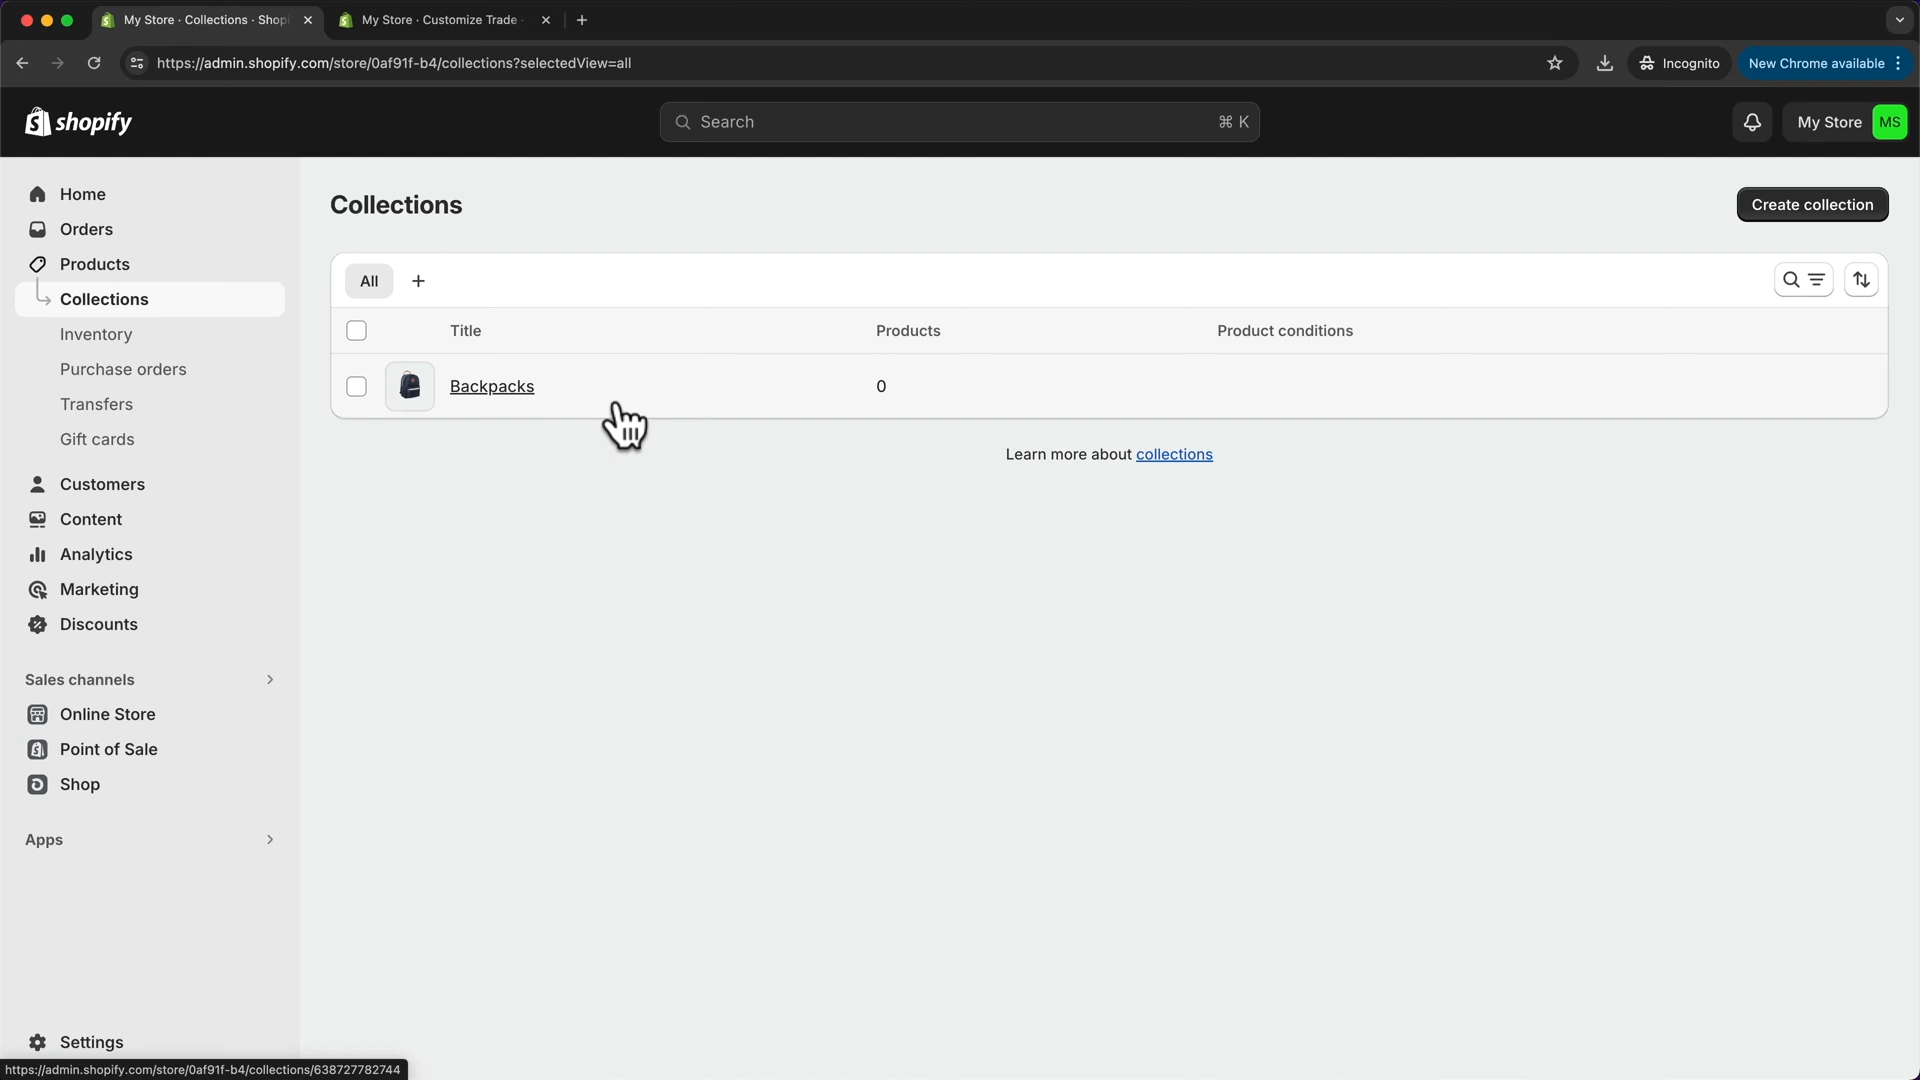 My Store · Collections · Shopi
My Store · Customize Trade ·
https://admin.shopify.com/store/0af91f-b4/collections?selectedView=all
Incognito
New Chrome available
shopify
Search
⌘ K
My Store
MS
Home
Orders
Products
Collections
Inventory
Purchase orders
Transfers
Gift cards
Customers
Content
Analytics
Marketing
Discounts
Sales channels
Online Store
Point of Sale
Shop
Apps
Settings
Collections
Create collection
All
Title
Products
Product conditions
Backpacks
0
Learn more about collections
https://admin.shopify.com/store/0af91f-b4/collections/638727782744